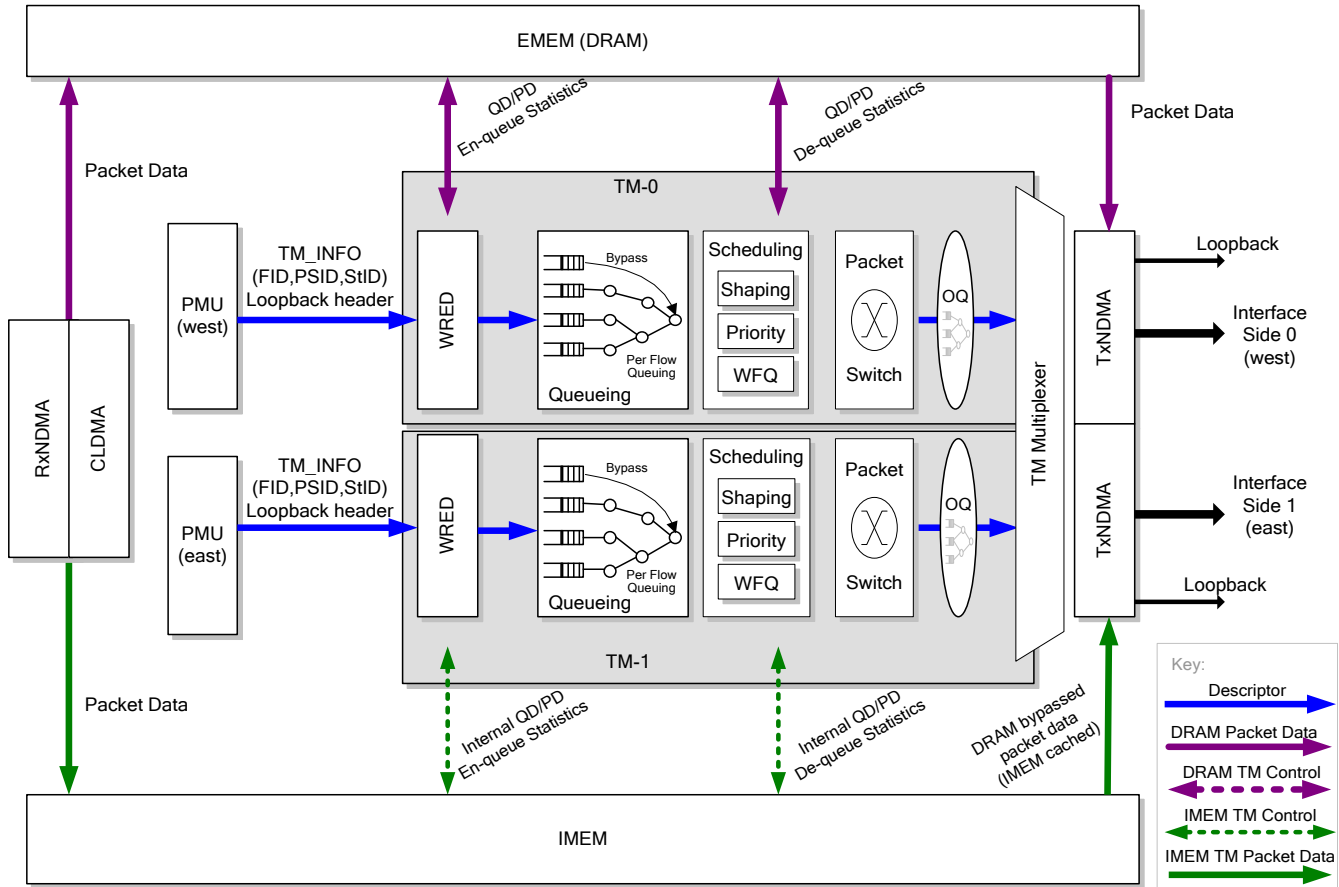 EMEM (DRAM)
QD/PD
En-queue Statistics
QD/PD
De-queue Statistics
Packet Data
Packet Data
TM-0
PMU
(west)
TM_INFO
(FID,PSID,StID)
Loopback header
WRED
Bypass
Per Flow
Queuing
Queueing
Scheduling
Shaping
Priority
WFQ
Packet
Switch
OQ
TM Multiplexer
TxNDMA
Loopback
Interface
Side 0
(west)
RxNDMA
CLDMA
PMU
(east)
TM_INFO
(FID,PSID,StID)
Loopback header
WRED
Bypass
Per Flow
Queuing
Queueing
Scheduling
Shaping
Priority
WFQ
Packet
Switch
OQ
TxNDMA
Interface
Side 1
(east)
Loopback
TM-1
Packet Data
Internal QD/PD
En-queue Statistics
Internal QD/PD
De-queue Statistics
DRAM bypassed
packet data
(IMEM cached)
IMEM
Key:
Descriptor
DRAM Packet Data
DRAM TM Control
IMEM TM Control
IMEM TM Packet Data